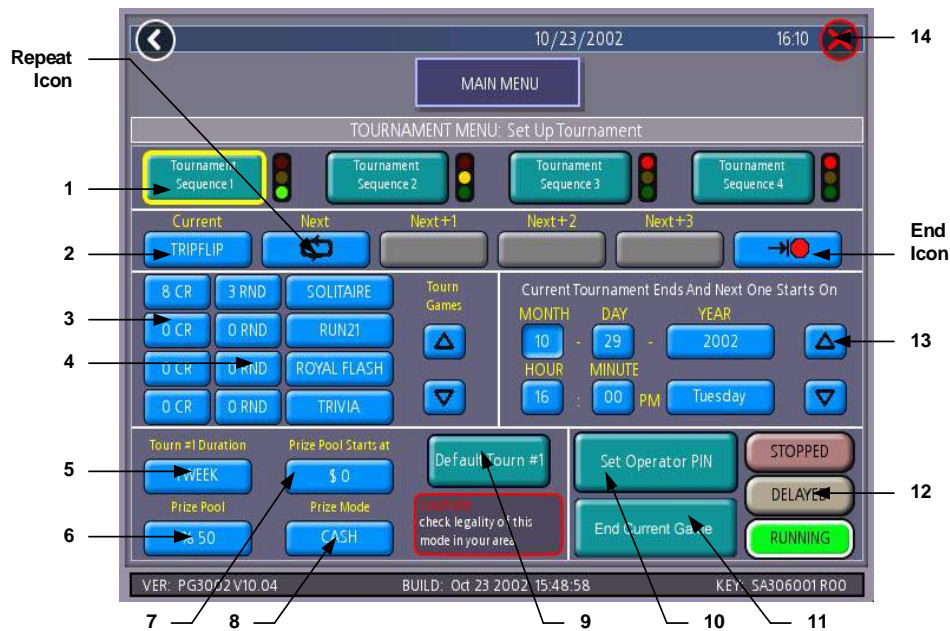 10/23/2002 16:10 14
Repeat
Icon
MAIN MENU
TOURNAMENT MENU: Set Up Tournament
1 Tournament
Sequence 1
Tournament
Sequence 2
Tournament
Sequence 3
Tournament
Sequence 4
Current Next Next+1 Next+2 Next+3
2 TRIPFLIP
End
Icon
8 CR 3 RND SOLITAIRE
3 0 CR 0 RND RUN21
4 0 CR 0 RND ROYAL FLASH
0 CR 0 RND TRIVIA
Tourn
Games
Current Tournament Ends And Next One Starts On
MONTH DAY YEAR
10 - 29 - 2002 13
HOUR MINUTE
16 : 00 PM Tuesday
Tourn #1 Duration Prize Pool Starts at
5 1 WEEK $ 0
Prize Pool Prize Mode
6 % 50 CASH
Default Tourn #1
CAUTION:
check legality of this
mode in your area
Set Operator PIN
End Current Game
STOPPED
DELAYED 12
RUNNING
VER: PG3002 V10.04 BUILD: Oct 23 2002 15:48:58 KEY: SA306001 R00
7 8 9 10 11